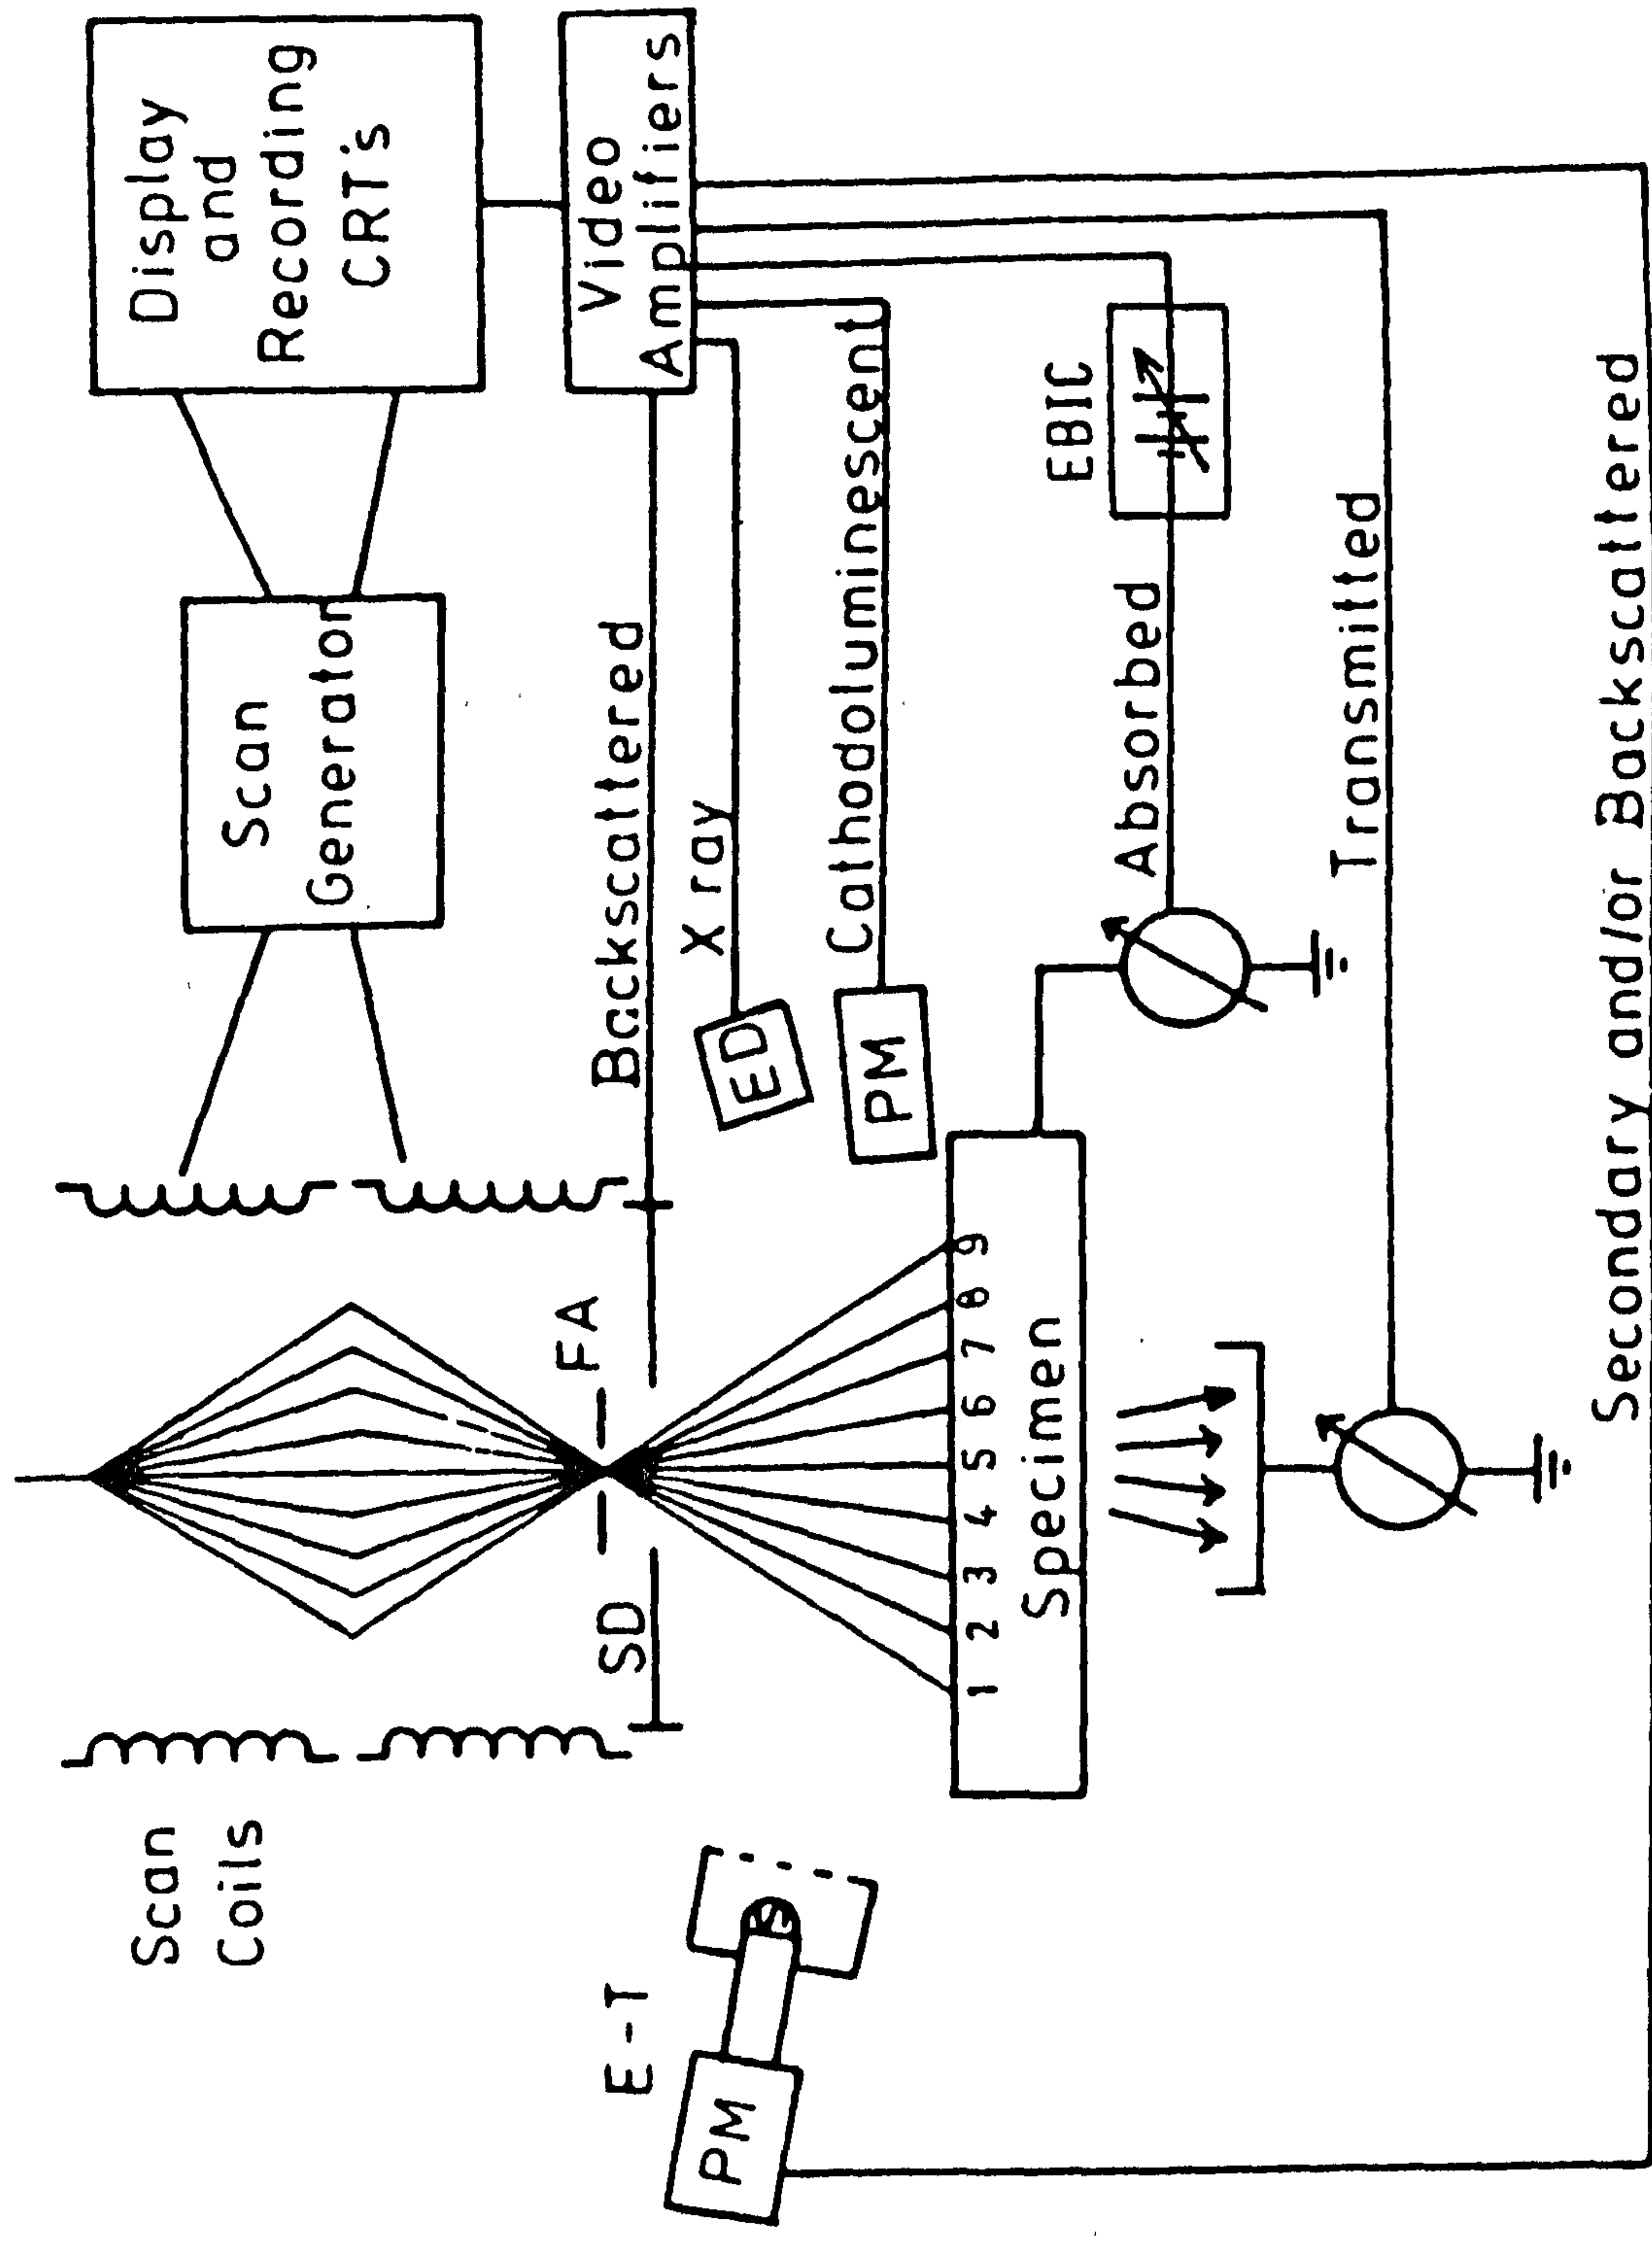 Display
and
Recording
CRT's
Scan
Generator
Video
Amplifiers
Scan
Coils
FA
SD
Backscattered
X ray
ED
Cathodoluminescent
PM
E-T
PM
S
1 2 3 4 5 6 7 8 9
Specimen
EBIC
Absorbed
Transmitted
Secondary and/or Backscattered